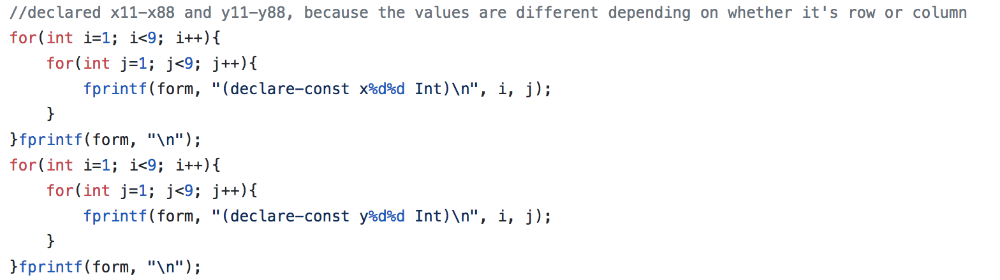 //declared x11-x88 and y11-y88, because the values are different depending on whether it's row or column
for(int i=1; i<9; i++){
    for(int j=1; j<9; j++){
        fprintf(form, "(declare-const x%d%d Int)\n", i, j);
    }
}fprintf(form, "\n");
for(int i=1; i<9; i++){
    for(int j=1; j<9; j++){
        fprintf(form, "(declare-const y%d%d Int)\n", i, j);
    }
}fprintf(form, "\n");